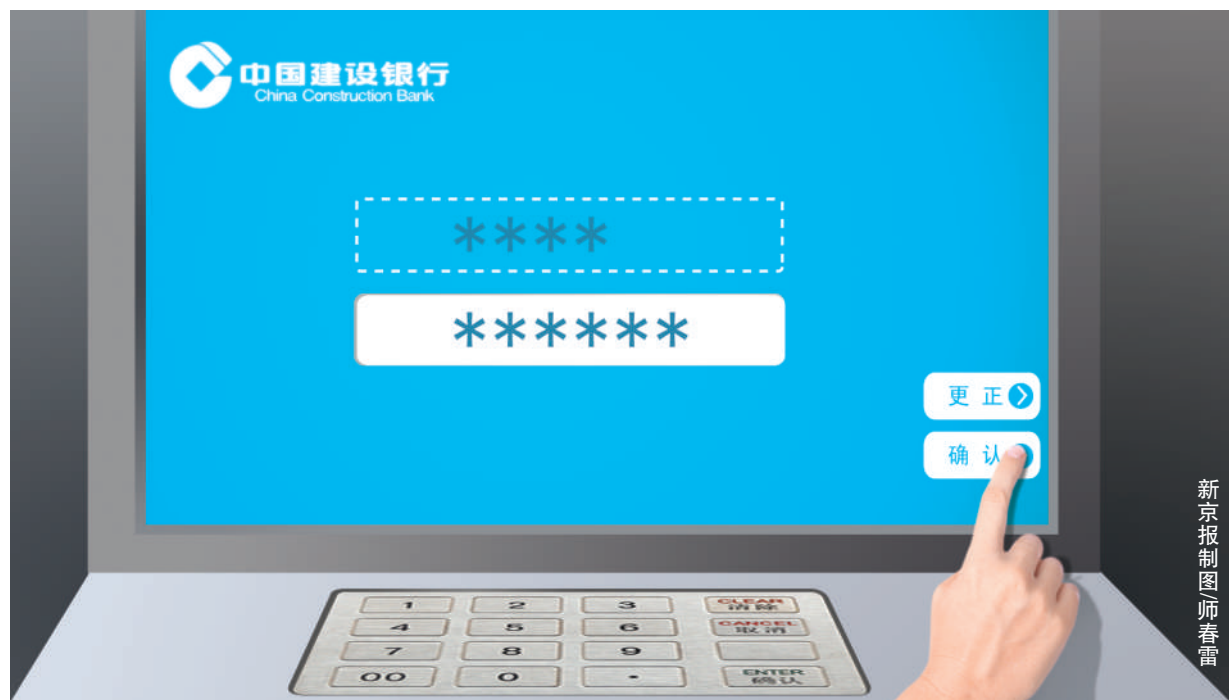 中国建设银行
China Construction Bank
****
******
更 正
确 认
1 2 3 CLEAR
清除
4 5 6 CANCEL
取消
7 8 9
00 0 · ENTER
确认
新京报制图/师春雷